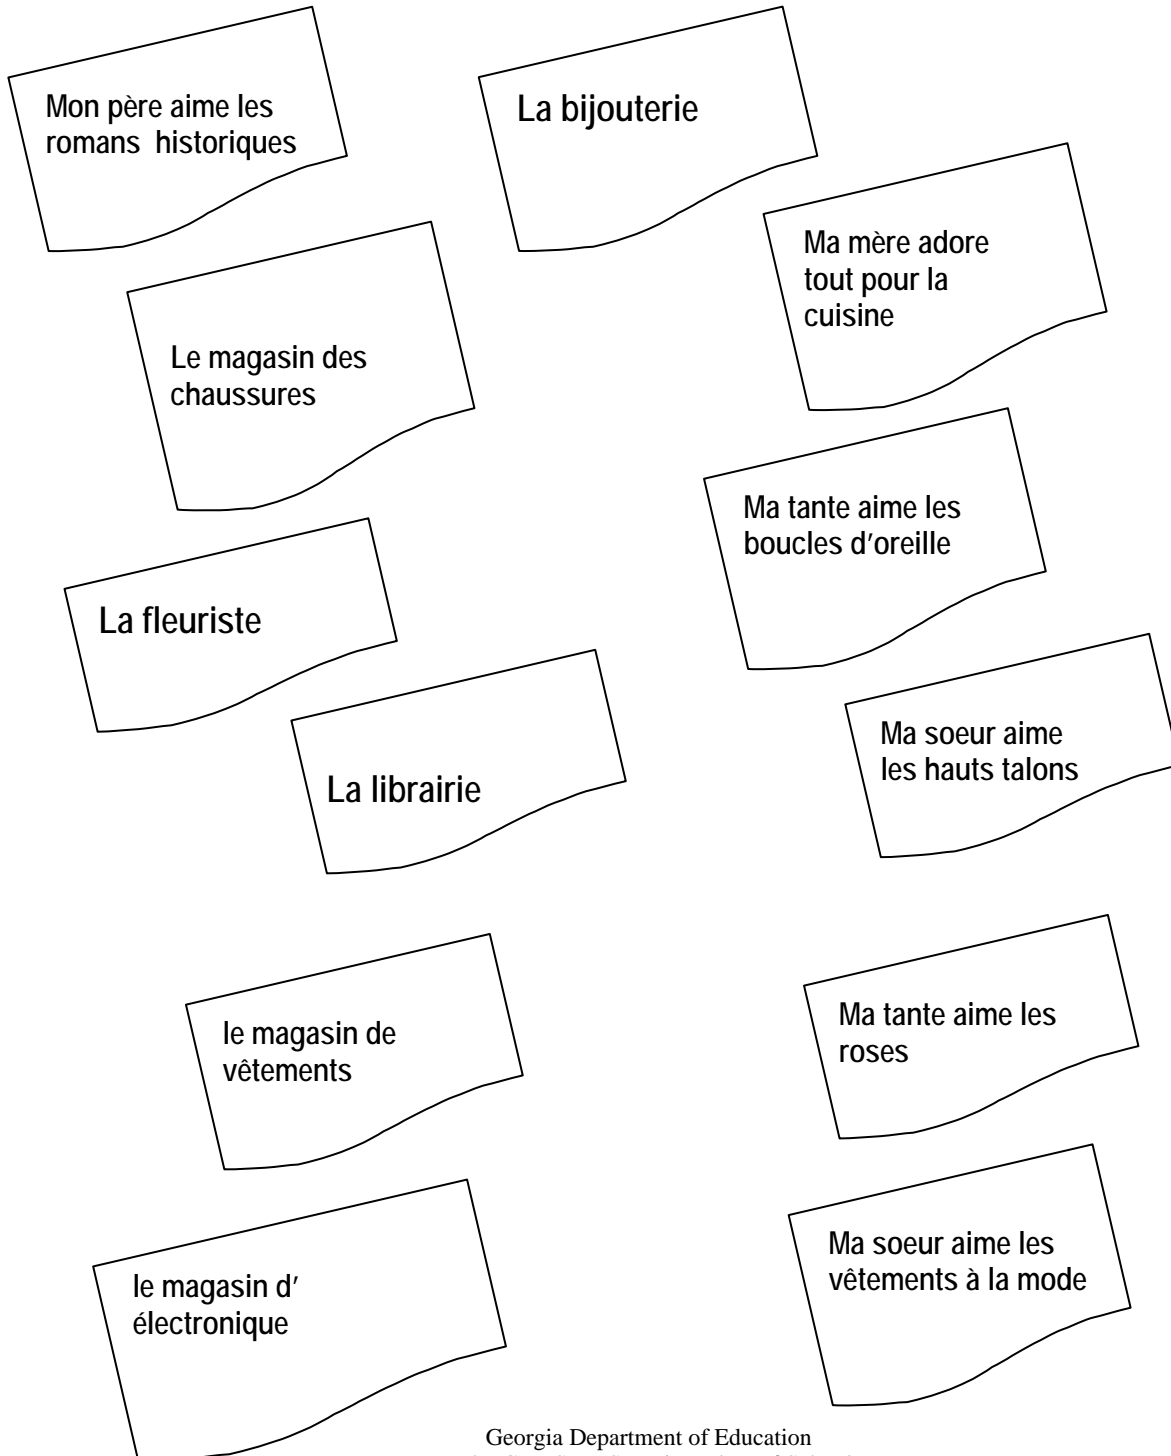 Mon père aime les
romans historiques
La bijouterie
Ma mère adore
tout pour la
cuisine
Le magasin des
chaussures
Ma tante aime les
boucles d'oreille
La fleuriste
La librairie
Ma soeur aime
les hauts talons
le magasin de
vêtements
Ma tante aime les
roses
Ma soeur aime les
vêtements à la mode
le magasin d'
électronique
Georgia Department of Education